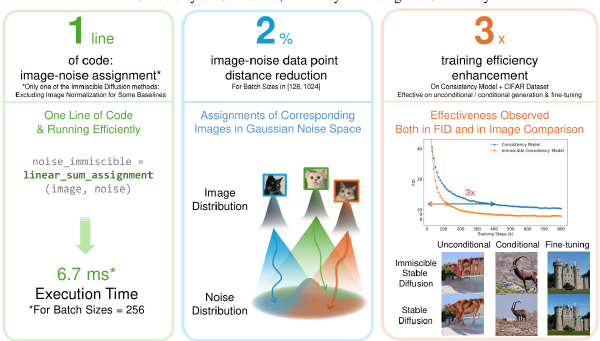 1 line
of code:
image-noise assignment*
*Only one of the Immiscible Diffusion methods;
Excluding Image Normalization for Some Baselines
One Line of Code
& Running Efficiently
noise_immiscible =
linear_sum_assignment
(image, noise)
6.7 ms*
Execution Time
*For Batch Sizes = 256
2 %
image-noise data point
distance reduction
For Batch Sizes in [128, 1024]
Assignments of Corresponding
Images in Gaussian Noise Space
Image
Distribution
Noise
Distribution
3 x
training efficiency
enhancement
On Consistency Model + CIFAR Dataset
Effective on unconditional / conditional generation & fine-tuning
Effectiveness Observed
Both in FID and in Image Comparison
Consistency Model
Immiscible Consistency Model
FID
40
20
10
9
8
3x
0 100 200 300 400 500 600 700 800
Training Steps (k)
Unconditional Conditional Fine-tuning
Immiscible
Stable
Diffusion
Stable
Diffusion